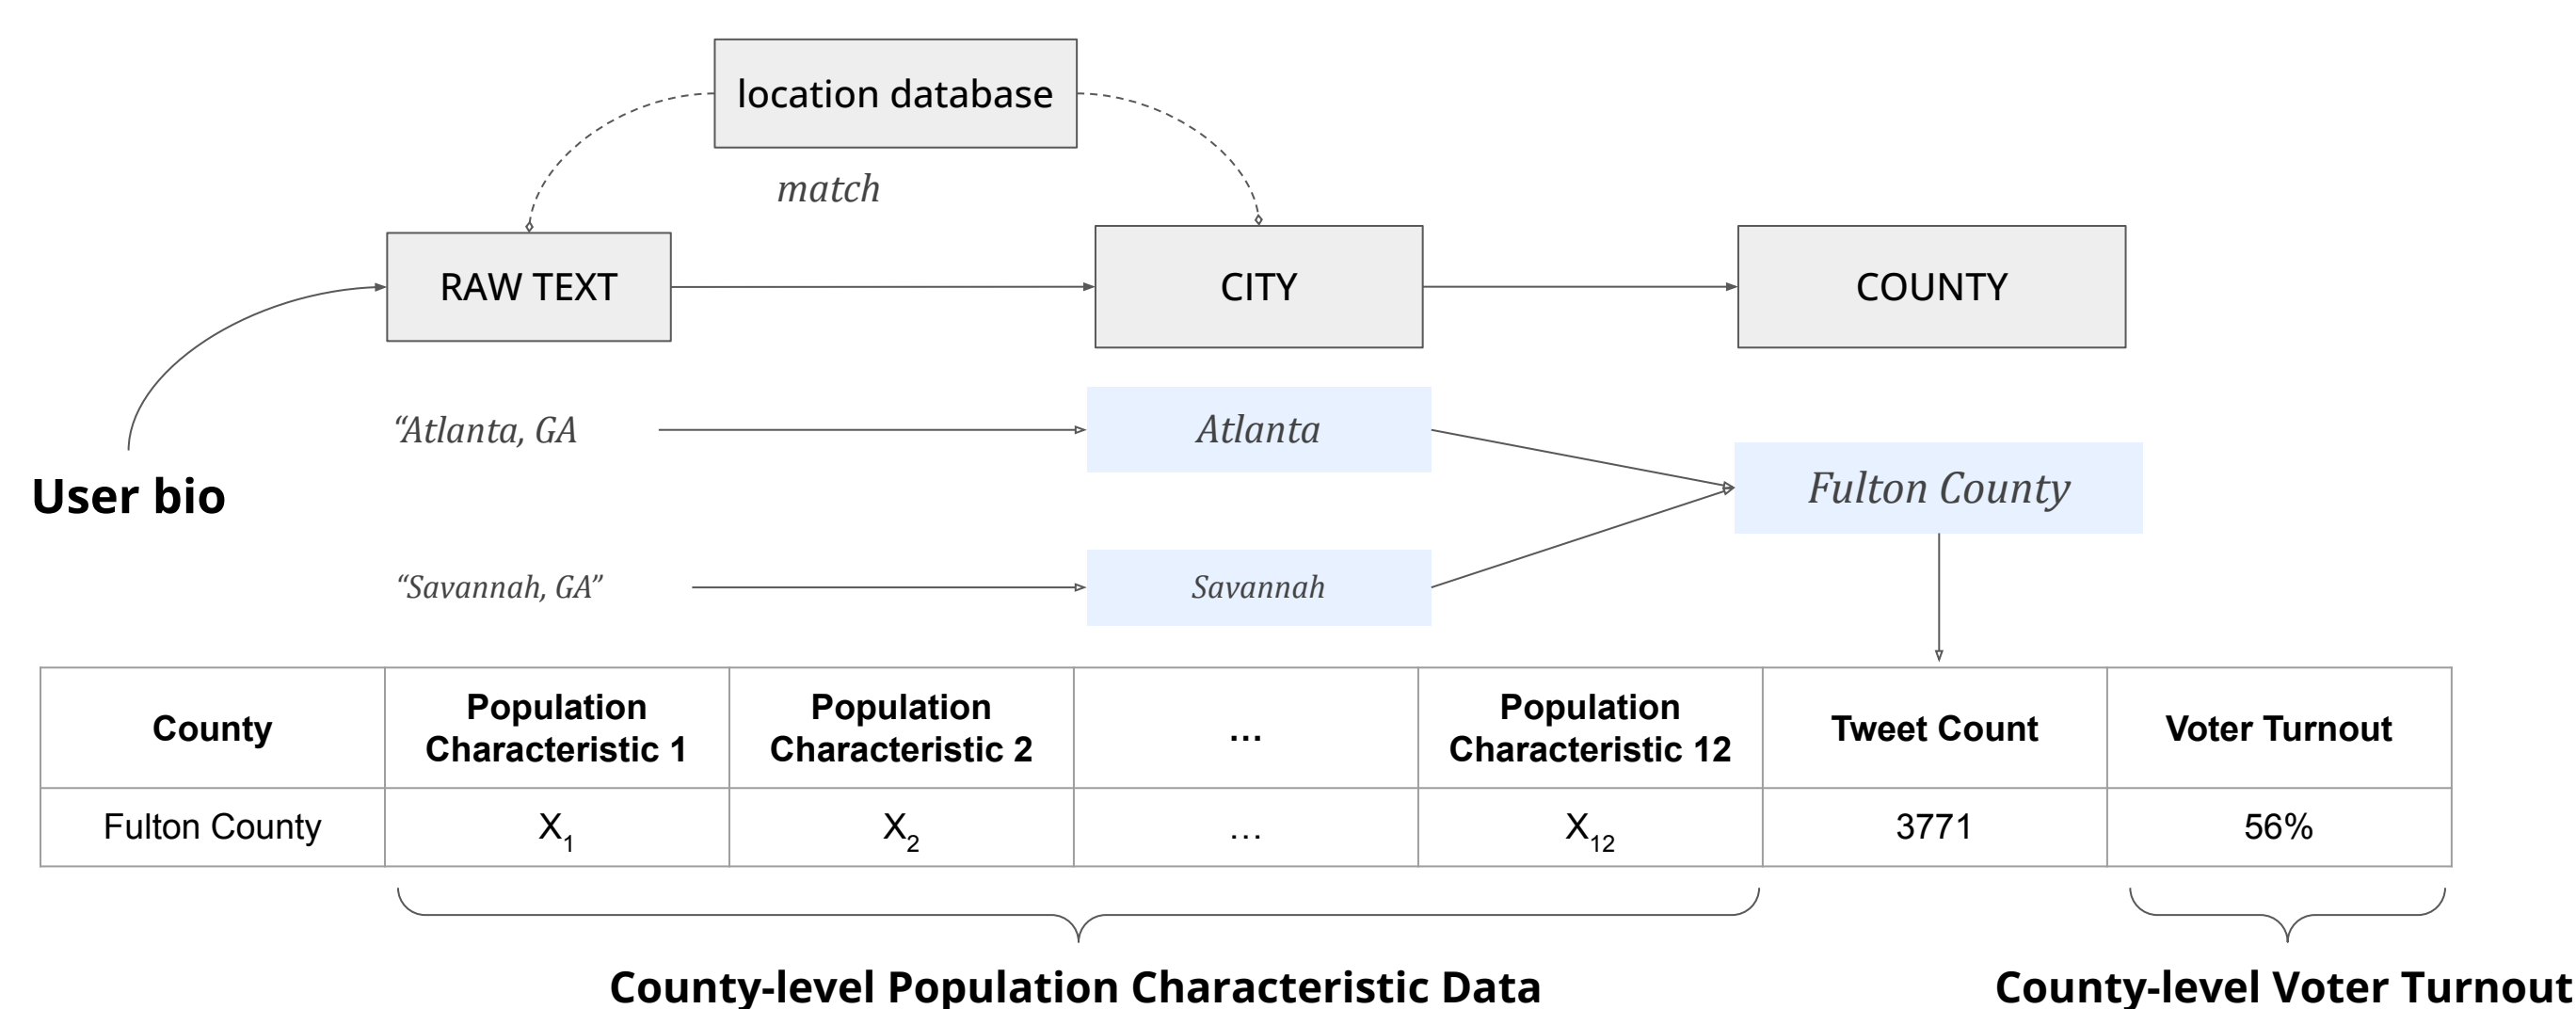 location database
match
RAW TEXT
CITY
COUNTY
“Atlanta, GA
Atlanta
User bio
Fulton County
“Savannah, GA”
Savannah
County
Population
Characteristic 1
Population
Characteristic 2
...
Population
Characteristic 12
Tweet Count
Voter Turnout
Fulton County
X1
X2
...
X12
3771
56%
County-level Population Characteristic Data
County-level Voter Turnout